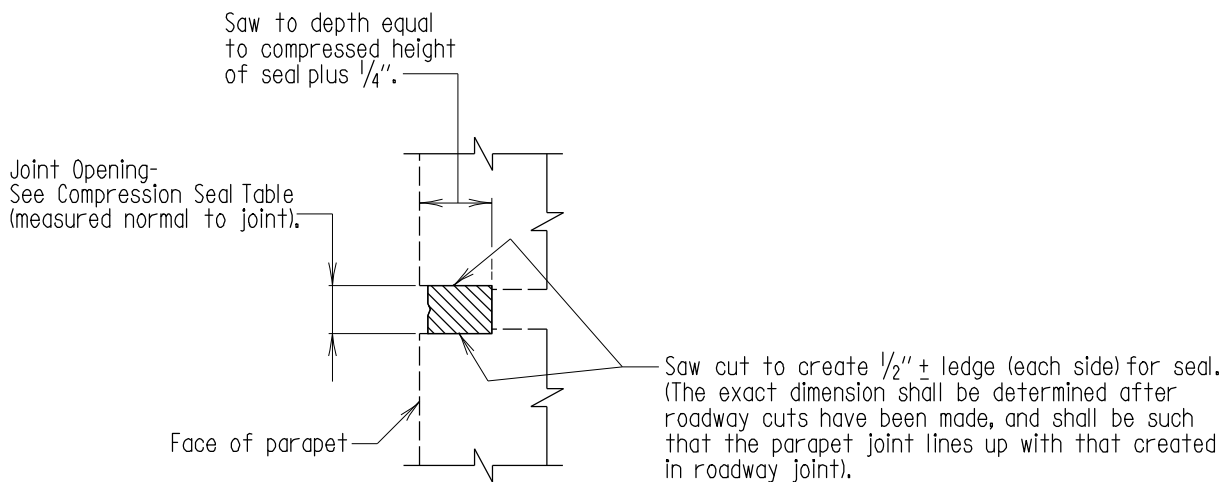 Saw to depth equal
to compressed height
of seal plus 1/4".
Joint Opening-
See Compression Seal Table
(measured normal to joint).
Saw cut to create 1/2" ± ledge (each side) for seal.
(The exact dimension shall be determined after
roadway cuts have been made, and shall be such
that the parapet joint lines up with that created
in roadway joint).
Face of parapet